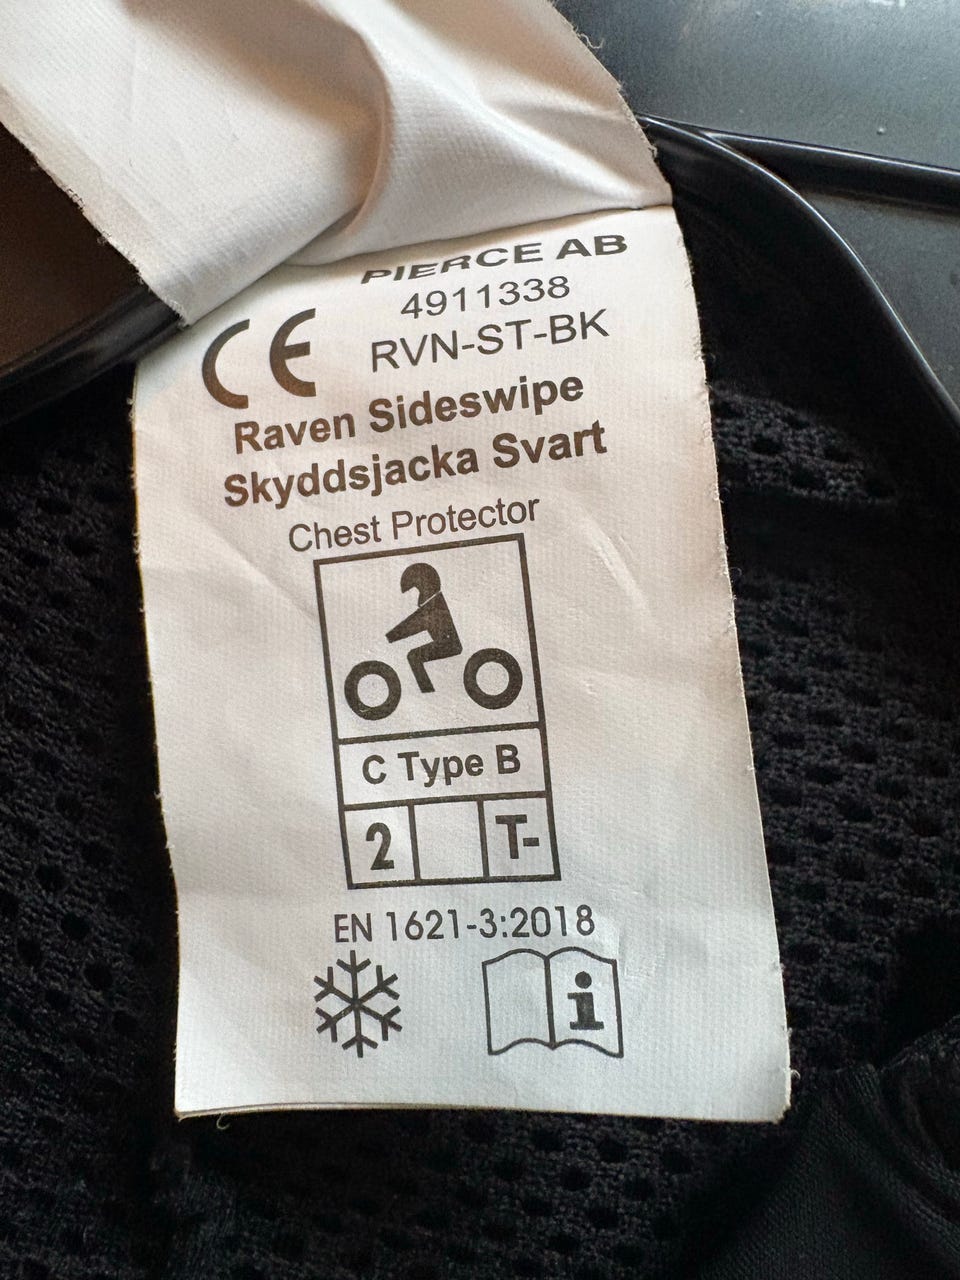 PIERCE AB
4911338
CE RVN-ST-BK
Raven Sideswipe
Skyddsjacka Svart
Chest Protector
C Type B
2 T-
EN 1621-3:2018
i